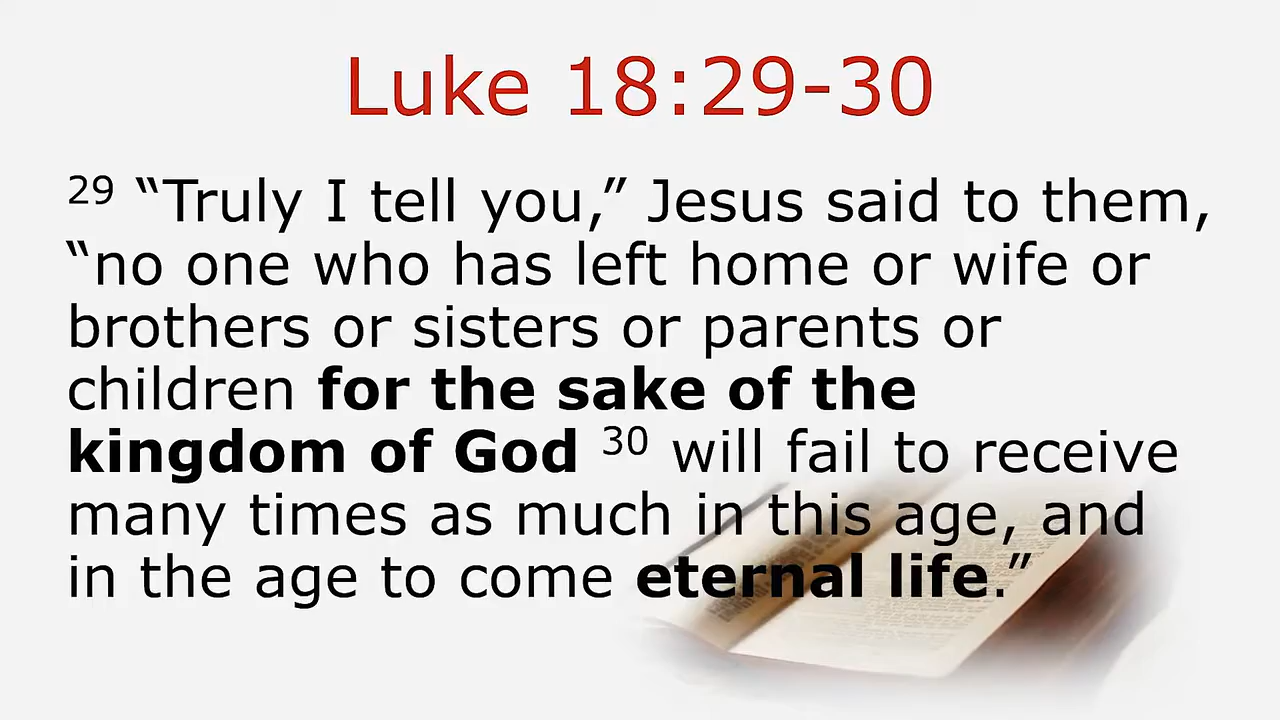 Luke 18:29-30
29 “Truly I tell you,” Jesus said to them,
“no one who has left home or wife or
brothers or sisters or parents or
children for the sake of the
kingdom of God 30 will fail to receive
many times as much in this age, and
in the age to come eternal life.”